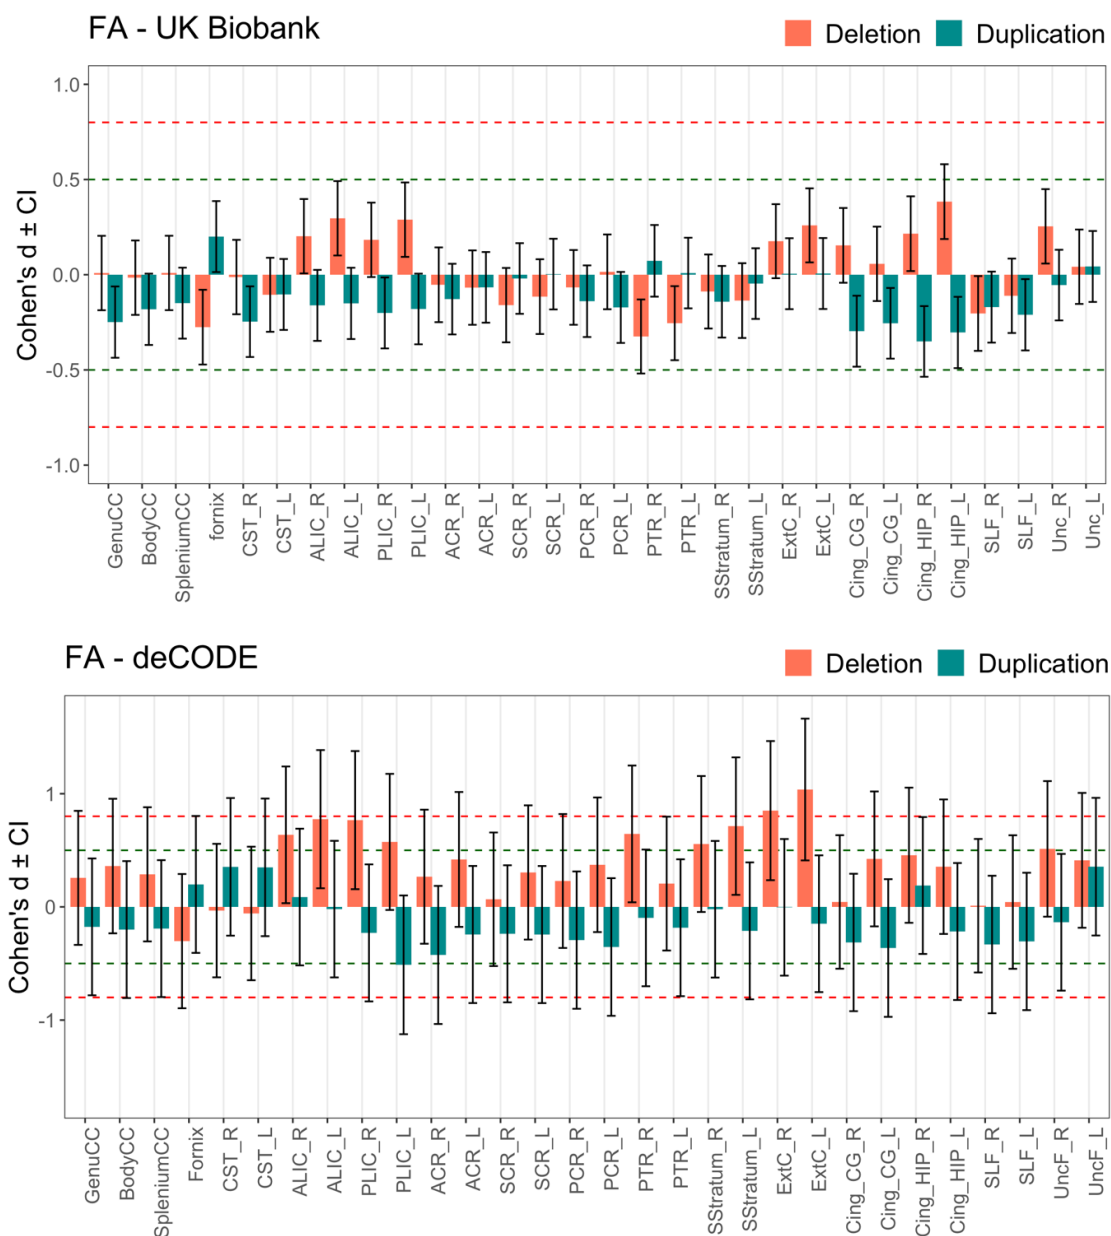 FA - UK Biobank
Deletion
Duplication
Cohen's d ± CI
1.0
0.5
0.0
-0.5
-1.0
GenuCC
BodyCC
SpleniumCC
fornix
CST_R
CST_L
ALIC_R
ALIC_L
PLIC_R
PLIC_L
ACR_R
ACR_L
SCR_R
SCR_L
PCR_R
PCR_L
PTR_R
PTR_L
SStratum_R
SStratum_L
ExtC_R
ExtC_L
Cing_CG_R
Cing_CG_L
Cing_HIP_R
Cing_HIP_L
SLF_R
SLF_L
Unc_R
Unc_L
FA - deCODE
Deletion
Duplication
Cohen's d ± CI
1
0
-1
GenuCC
BodyCC
SpleniumCC
Fornix
CST_R
CST_L
ALIC_R
ALIC_L
PLIC_R
PLIC_L
ACR_R
ACR_L
SCR_R
SCR_L
PCR_R
PCR_L
PTR_R
PTR_L
SStratum_R
SStratum_L
ExtC_R
ExtC_L
Cing_CG_R
Cing_CG_L
Cing_HIP_R
Cing_HIP_L
SLF_R
SLF_L
UncF_R
UncF_L